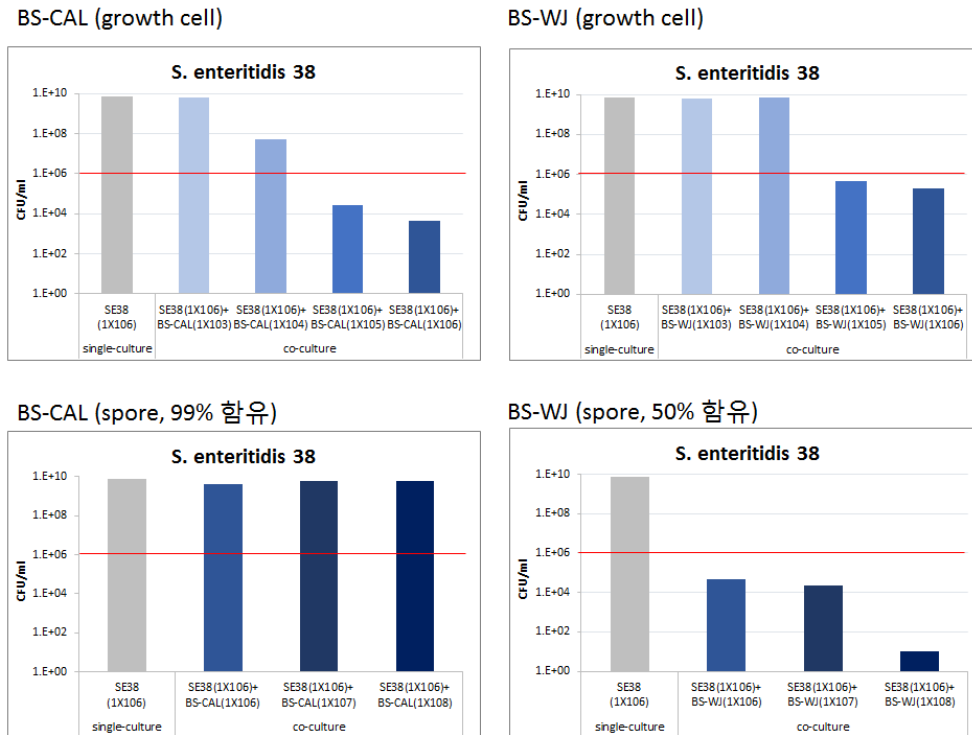 BS-CAL (growth cell)
S. enteritidis 38
CFU/ml
1.E+10
1.E+08
1.E+06
1.E+04
1.E+02
1.E+00
SE38 (1X106)
SE38(1X106)+ BS-CAL(1X103)
SE38(1X106)+ BS-CAL(1X104)
SE38(1X106)+ BS-CAL(1X105)
SE38(1X106)+ BS-CAL(1X106)
single-culture
co-culture
BS-WJ (growth cell)
S. enteritidis 38
CFU/ml
1.E+10
1.E+08
1.E+06
1.E+04
1.E+02
1.E+00
SE38 (1X106)
SE38(1X106)+ BS-WJ(1X103)
SE38(1X106)+ BS-WJ(1X104)
SE38(1X106)+ BS-WJ(1X105)
SE38(1X106)+ BS-WJ(1X106)
single-culture
co-culture
BS-CAL (spore, 99% 함유)
S. enteritidis 38
CFU/ml
1.E+10
1.E+08
1.E+06
1.E+04
1.E+02
1.E+00
SE38 (1X106)
SE38(1X106)+ BS-CAL(1X106)
SE38(1X106)+ BS-CAL(1X107)
SE38(1X106)+ BS-CAL(1X108)
single-culture
co-culture
BS-WJ (spore, 50% 함유)
S. enteritidis 38
CFU/ml
1.E+10
1.E+08
1.E+06
1.E+04
1.E+02
1.E+00
SE38 (1X106)
SE38(1X106)+ BS-WJ(1X106)
SE38(1X106)+ BS-WJ(1X107)
SE38(1X106)+ BS-WJ(1X108)
single-culture
co-culture